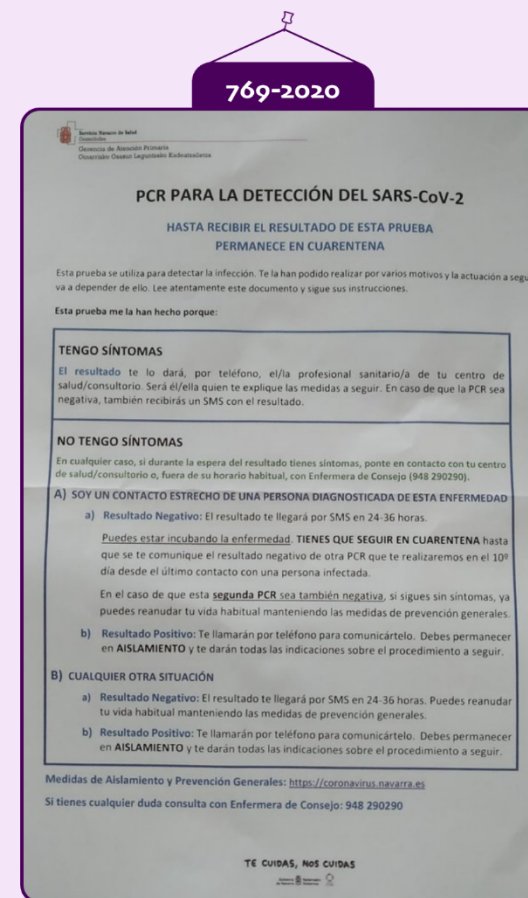 769-2020
Servicio Navarro de Salud
Osasunbidea
Gerencia de Atención Primaria
PCR PARA LA DETECCIÓN DEL SARS-CoV-2
HASTA RECIBIR EL RESULTADO DE ESTA PRUEBA
PERMANECE EN CUARENTENA
Esta prueba se utiliza para detectar la infección. Te la han podido realizar por varios motivos y la actuación a segu
va a depender de ello. Lee atentamente este documento y sigue sus instrucciones.
Esta prueba me la han hecho porque:
TENGO SÍNTOMAS
El resultado te lo dará, por teléfono, el/la profesional sanitario/a de tu centro de
salud/consultorio. Será él/ella quien te explique las medidas a seguir. En caso de que la PCR sea
negativa, también recibirás un SMS con el resultado.
NO TENGO SÍNTOMAS
En cualquier caso, si durante la espera del resultado tienes síntomas, ponte en contacto con tu centro
de salud/consultorio o, fuera de su horario habitual, con Enfermera de Consejo (948 290290).
A) SOY UN CONTACTO ESTRECHO DE UNA PERSONA DIAGNOSTICADA DE ESTA ENFERMEDAD
a) Resultado Negativo: El resultado te llegará por SMS en 24-36 horas.
Puedes estar incubando la enfermedad. TIENES QUE SEGUIR EN CUARENTENA hasta
que se te comunique el resultado negativo de otra PCR que te realizaremos en el 10º
día desde el último contacto con una persona infectada.
En el caso de que esta segunda PCR sea también negativa, si sigues sin síntomas, ya
puedes reanudar tu vida habitual manteniendo las medidas de prevención generales.
b) Resultado Positivo: Te llamarán por teléfono para comunicártelo. Debes permanecer
en AISLAMIENTO y te darán todas las indicaciones sobre el procedimiento a seguir.
B) CUALQUIER OTRA SITUACIÓN
a) Resultado Negativo: El resultado te llegará por SMS en 24-36 horas. Puedes reanudar
tu vida habitual manteniendo las medidas de prevención generales.
b) Resultado Positivo: Te llamarán por teléfono para comunicártelo. Debes permanecer
en AISLAMIENTO y te darán todas las indicaciones sobre el procedimiento a seguir.
Medidas de Aislamiento y Prevención Generales: https://coronavirus.navarra.es
Si tienes cualquier duda consulta con Enfermera de Consejo: 948 290290
TE CUIDAS, NOS CUIDAS